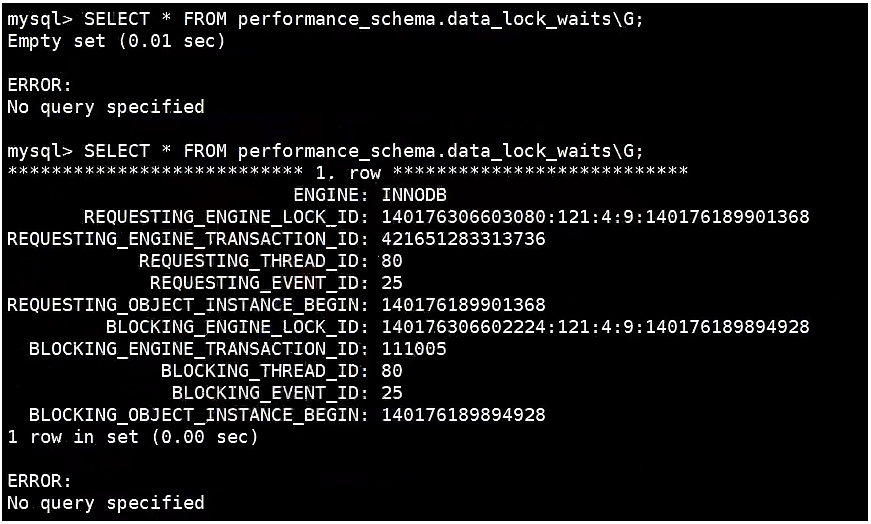 mysql> SELECT * FROM performance_schema.data_lock_waits\G;
Empty set (0.01 sec)
ERROR:
No query specified
mysql> SELECT * FROM performance_schema.data_lock_waits\G;
*************************** 1. row ***************************
ENGINE: INNODB
REQUESTING_ENGINE_LOCK_ID: 140176306603080:121:4:9:140176189901368
REQUESTING_ENGINE_TRANSACTION_ID: 421651283313736
REQUESTING_THREAD_ID: 80
REQUESTING_EVENT_ID: 25
REQUESTING_OBJECT_INSTANCE_BEGIN: 140176189901368
BLOCKING_ENGINE_LOCK_ID: 140176306602224:121:4:9:140176189894928
BLOCKING_ENGINE_TRANSACTION_ID: 111005
BLOCKING_THREAD_ID: 80
BLOCKING_EVENT_ID: 25
BLOCKING_OBJECT_INSTANCE_BEGIN: 140176189894928
1 row in set (0.00 sec)
ERROR:
No query specified